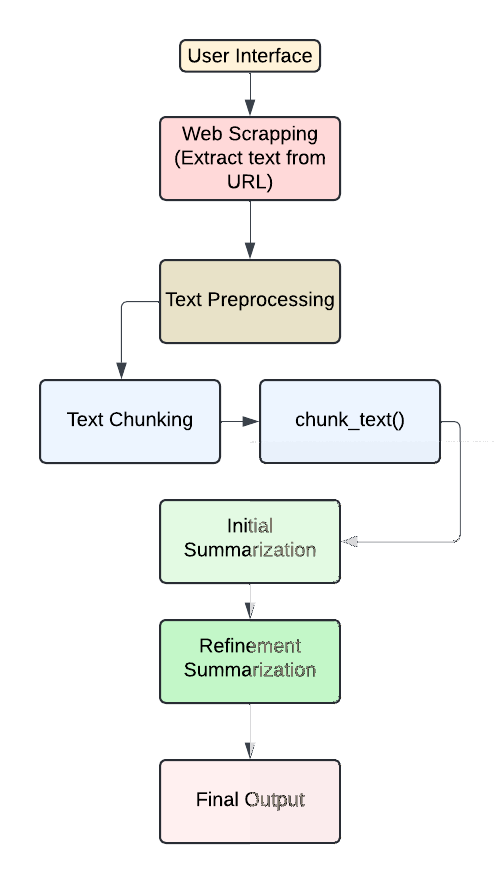 User Interface
Web Scrapping
(Extract text from
URL)
Text Preprocessing
Text Chunking
chunk_text()
Initial
Summarization
Refinement
Summarization
Final Output